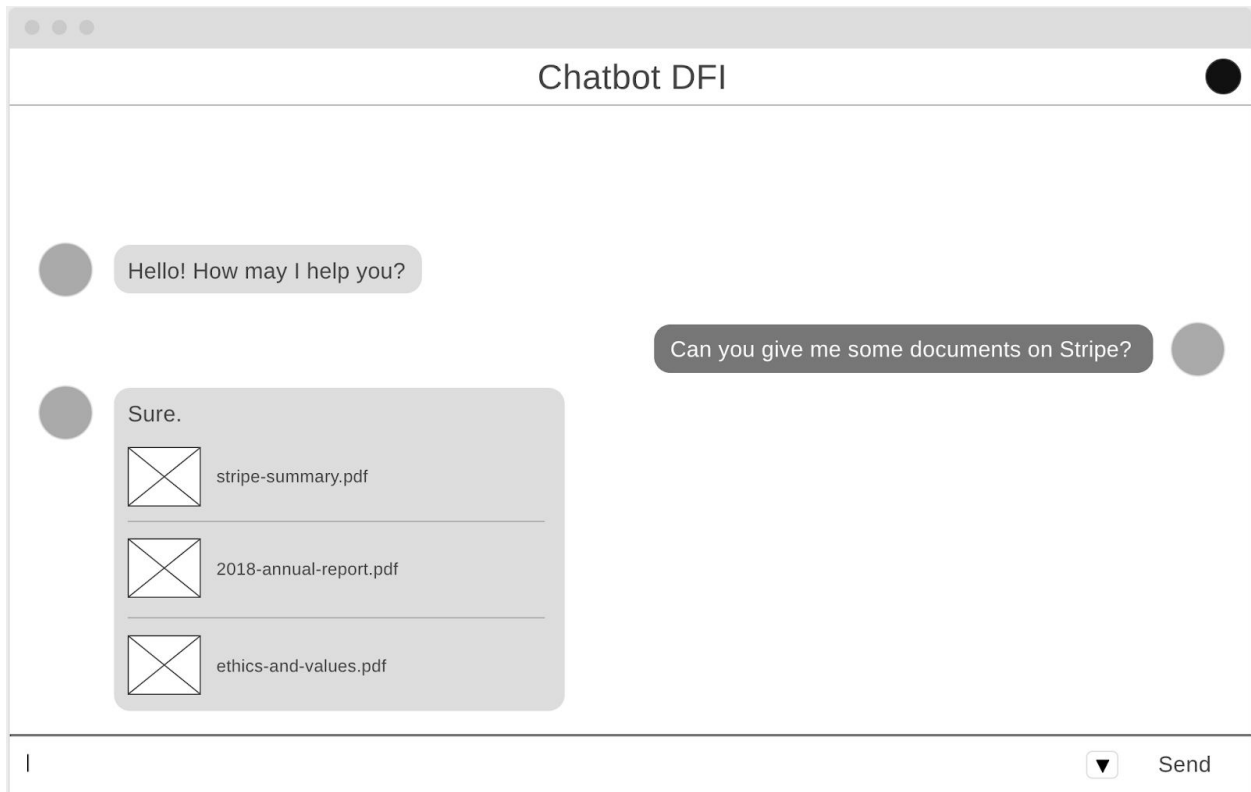 Chatbot DFI
Hello! How may I help you?
Can you give me some documents on Stripe?
Sure.
stripe-summary.pdf
2018-annual-report.pdf
ethics-and-values.pdf
Send